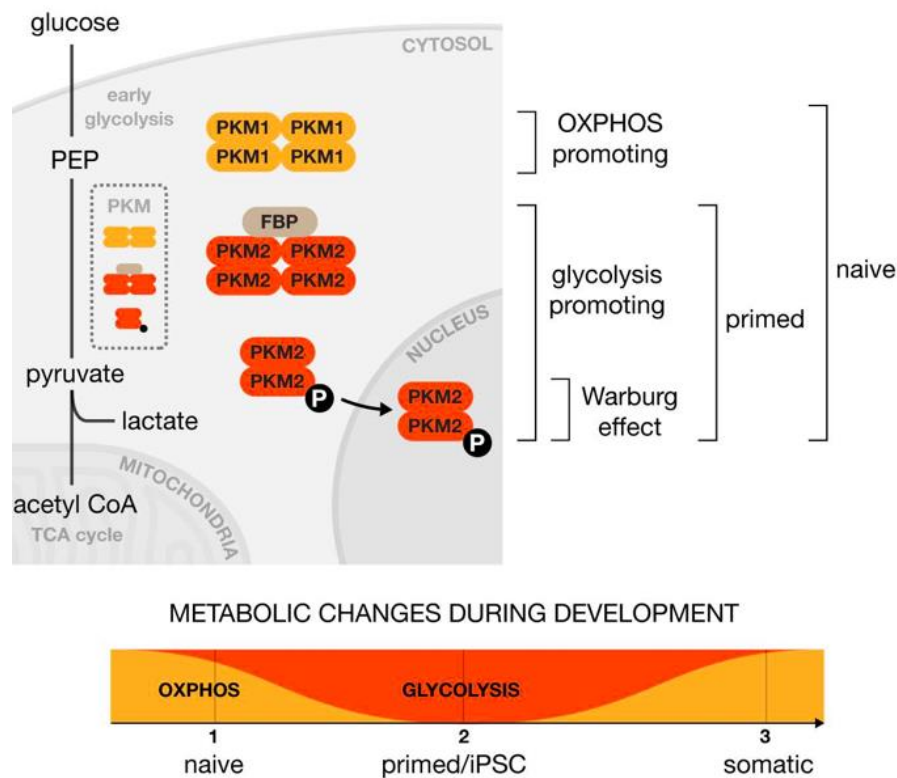 glucose
CYTOSOL
early
glycolysis
PEP
PKM
PKM1 PKM1
PKM1 PKM1
FBP
PKM2 PKM2
PKM2 PKM2
PKM2
PKM2
P
NUCLEUS
PKM2
PKM2
P
pyruvate
lactate
MITOCHONDRIA
acetyl CoA
TCA cycle
OXPHOS
promoting
glycolysis
promoting
Warburg
effect
primed
naive
METABOLIC CHANGES DURING DEVELOPMENT
OXPHOS GLYCOLYSIS
1 2 3
naive primed/iPSC somatic